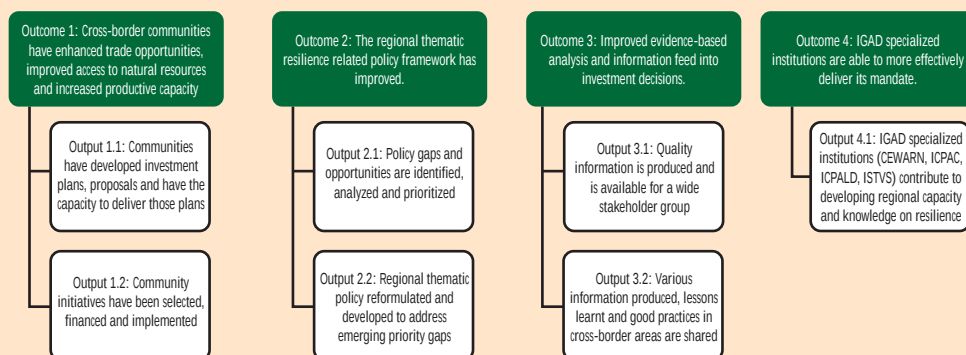 Outcome 1: Cross-border communities
have enhanced trade opportunities,
improved access to natural resources
and increased productive capacity
Output 1.1: Communities
have developed investment
plans, proposals and have the
capacity to deliver those plans
Output 1.2: Community
initiatives have been selected,
financed and implemented
Outcome 2: The regional thematic
resilience related policy framework has
improved.
Output 2.1: Policy gaps and
opportunities are identified,
analyzed and prioritized
Output 2.2: Regional thematic
policy reformulated and
developed to address
emerging priority gaps
Outcome 3: Improved evidence-based
analysis and information feed into
investment decisions.
Output 3.1: Quality
information is produced and
is available for a wide
stakeholder group
Output 3.2: Various
information produced, lessons
learnt and good practices in
cross-border areas are shared
Outcome 4: IGAD specialized
institutions are able to more effectively
deliver its mandate.
Output 4.1: IGAD specialized
institutions (CEWARN, ICPAC,
ICPALD, ISTVS) contribute to
developing regional capacity
and knowledge on resilience